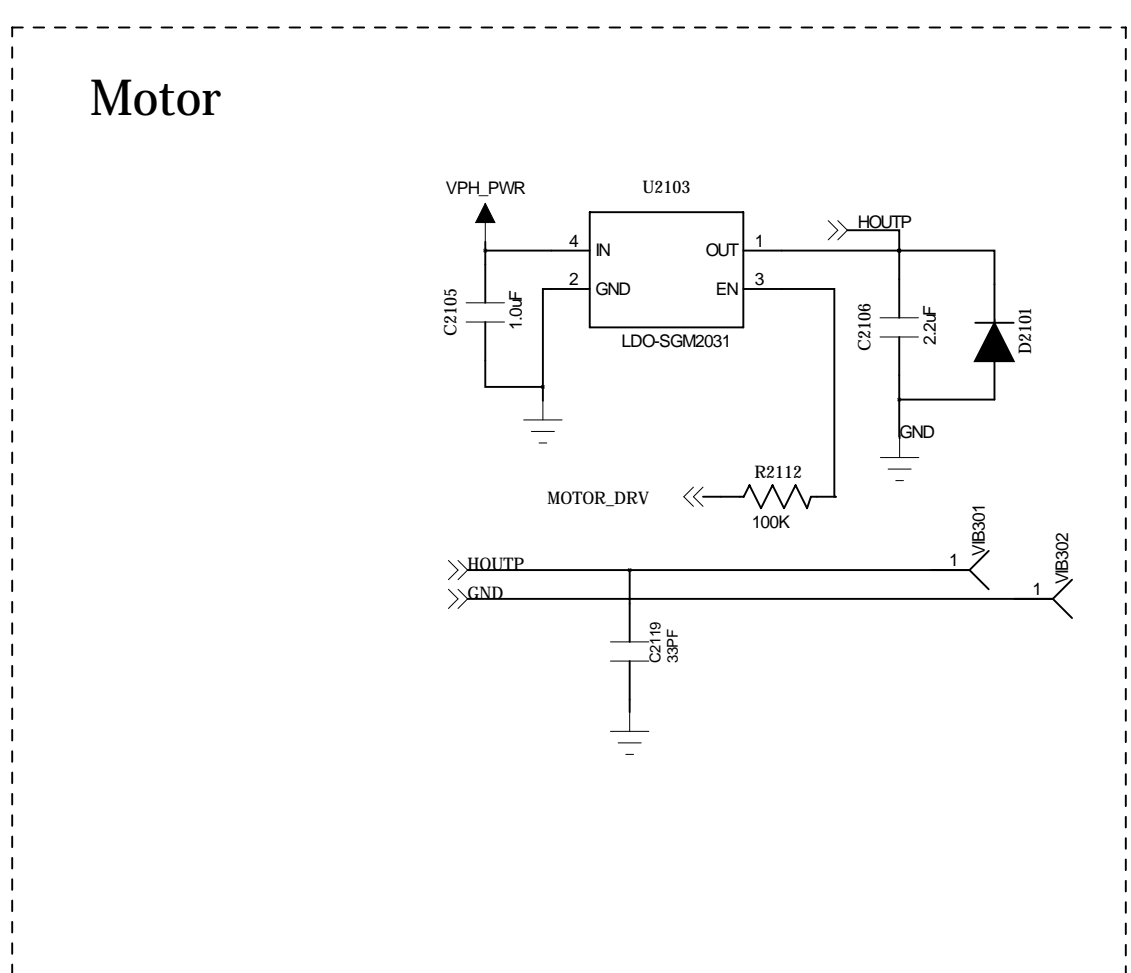 Motor
VPH_PWR
U2103
HOUTP
4
IN
OUT
1
2
GND
EN
3
C2105
1.0uF
LDO-SGM2031
C2106
2.2uF
D2101
GND
R2112
MOTOR_DRV
100K
VIB301
VIB302
HOUTP
1
GND
1
C2119
33PF